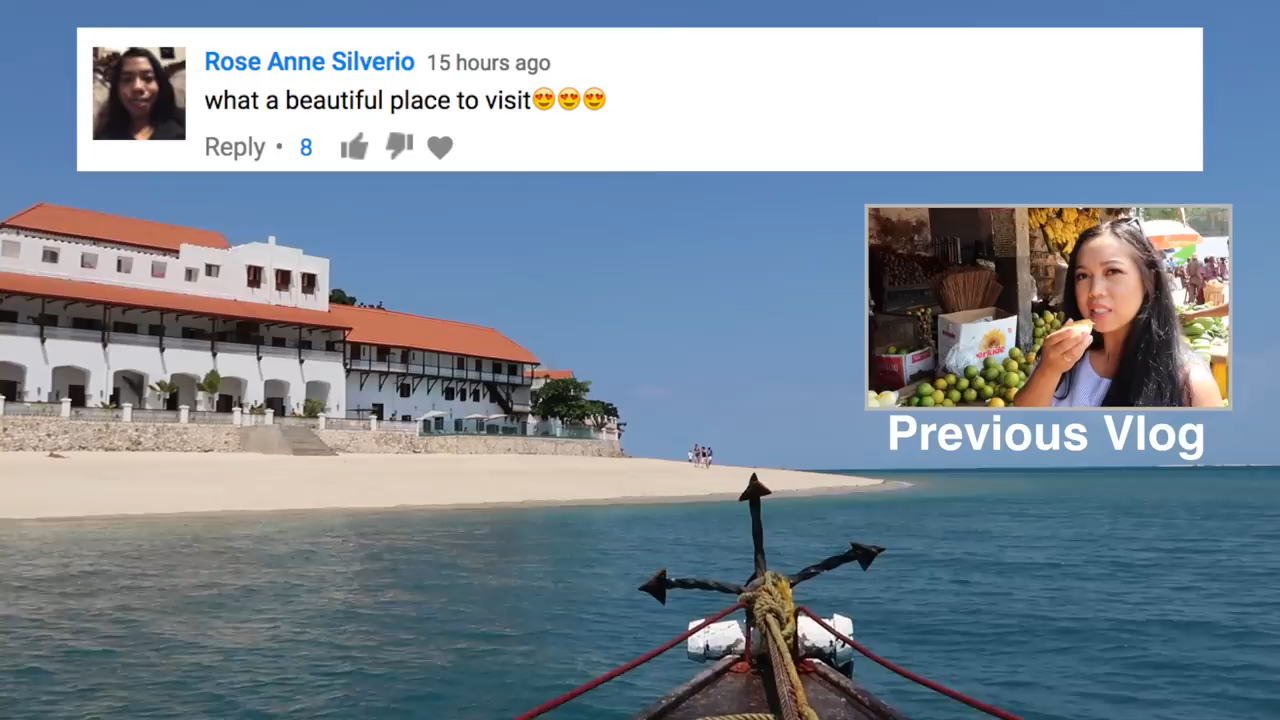 Rose Anne Silverio 15 hours ago
what a beautiful place to visit😍😍😍
Reply • 8
Previous Vlog